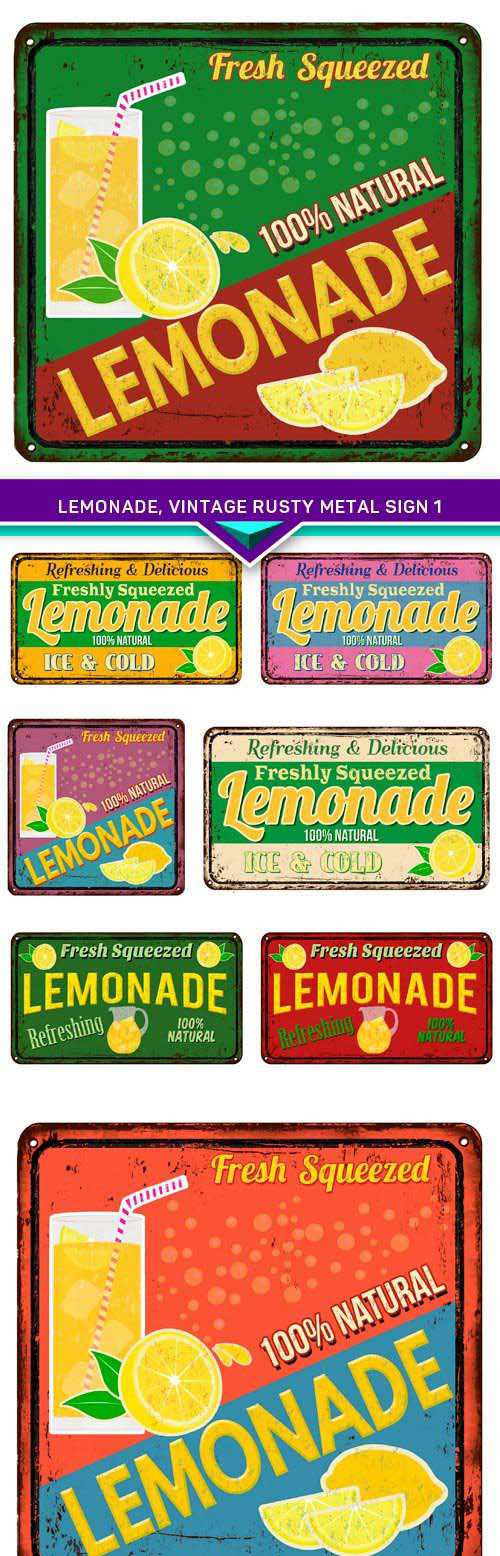 Fresh Squeezed
100% NATURAL
LEMONADE
LEMONADE, VINTAGE RUSTY METAL SIGN 1
Refreshing & Delicious
Freshly Squeezed
Lemonade
100% NATURAL
ICE & COLD
Refreshing & Delicious
Freshly Squeezed
Lemonade
100% NATURAL
ICE & COLD
Fresh Squeezed
100% NATURAL
LEMONADE
Refreshing & Delicious
Freshly Squeezed
Lemonade
100% NATURAL
ICE & COLD
Fresh Squeezed
LEMONADE
Refreshing
100%
NATURAL
Fresh Squeezed
LEMONADE
Refreshing
100%
NATURAL
Fresh Squeezed
100% NATURAL
LEMONADE